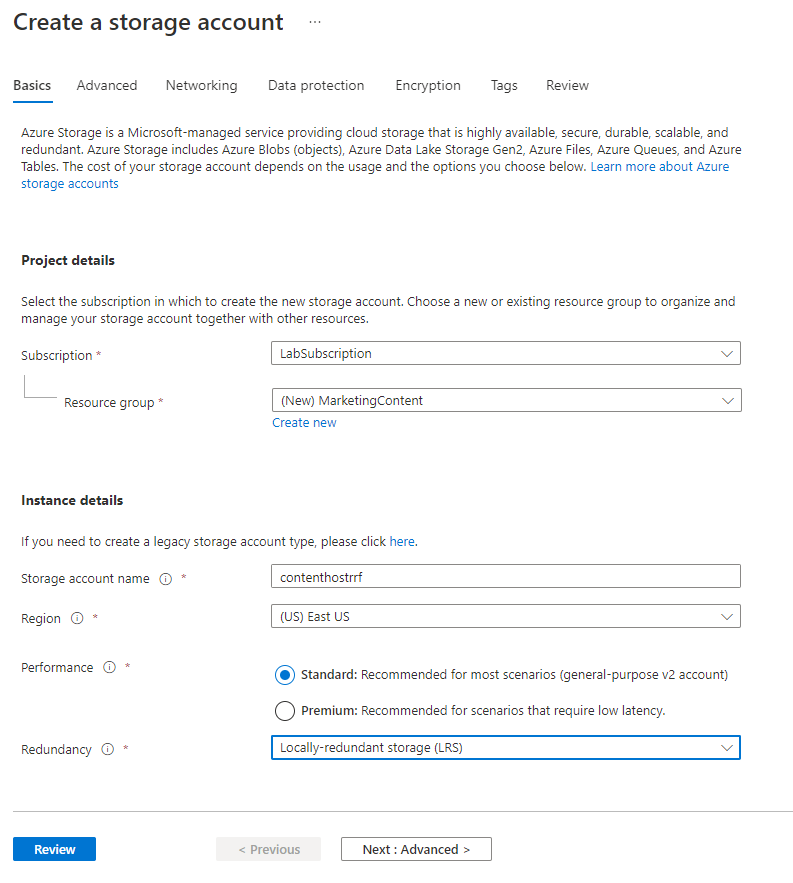 Create a storage account ...
Basics Advanced Networking Data protection Encryption Tags Review
Azure Storage is a Microsoft-managed service providing cloud storage that is highly available, secure, durable, scalable, and
redundant. Azure Storage includes Azure Blobs (objects), Azure Data Lake Storage Gen2, Azure Files, Azure Queues, and Azure
Tables. The cost of your storage account depends on the usage and the options you choose below. Learn more about Azure
storage accounts
Project details
Select the subscription in which to create the new storage account. Choose a new or existing resource group to organize and
manage your storage account together with other resources.
Subscription * LabSubscription
Resource group * (New) MarketingContent
Create new
Instance details
If you need to create a legacy storage account type, please click here.
Storage account name * contenthostrrf
Region * (US) East US
Performance * Standard: Recommended for most scenarios (general-purpose v2 account)
Premium: Recommended for scenarios that require low latency.
Redundancy * Locally-redundant storage (LRS)
Review < Previous Next : Advanced >